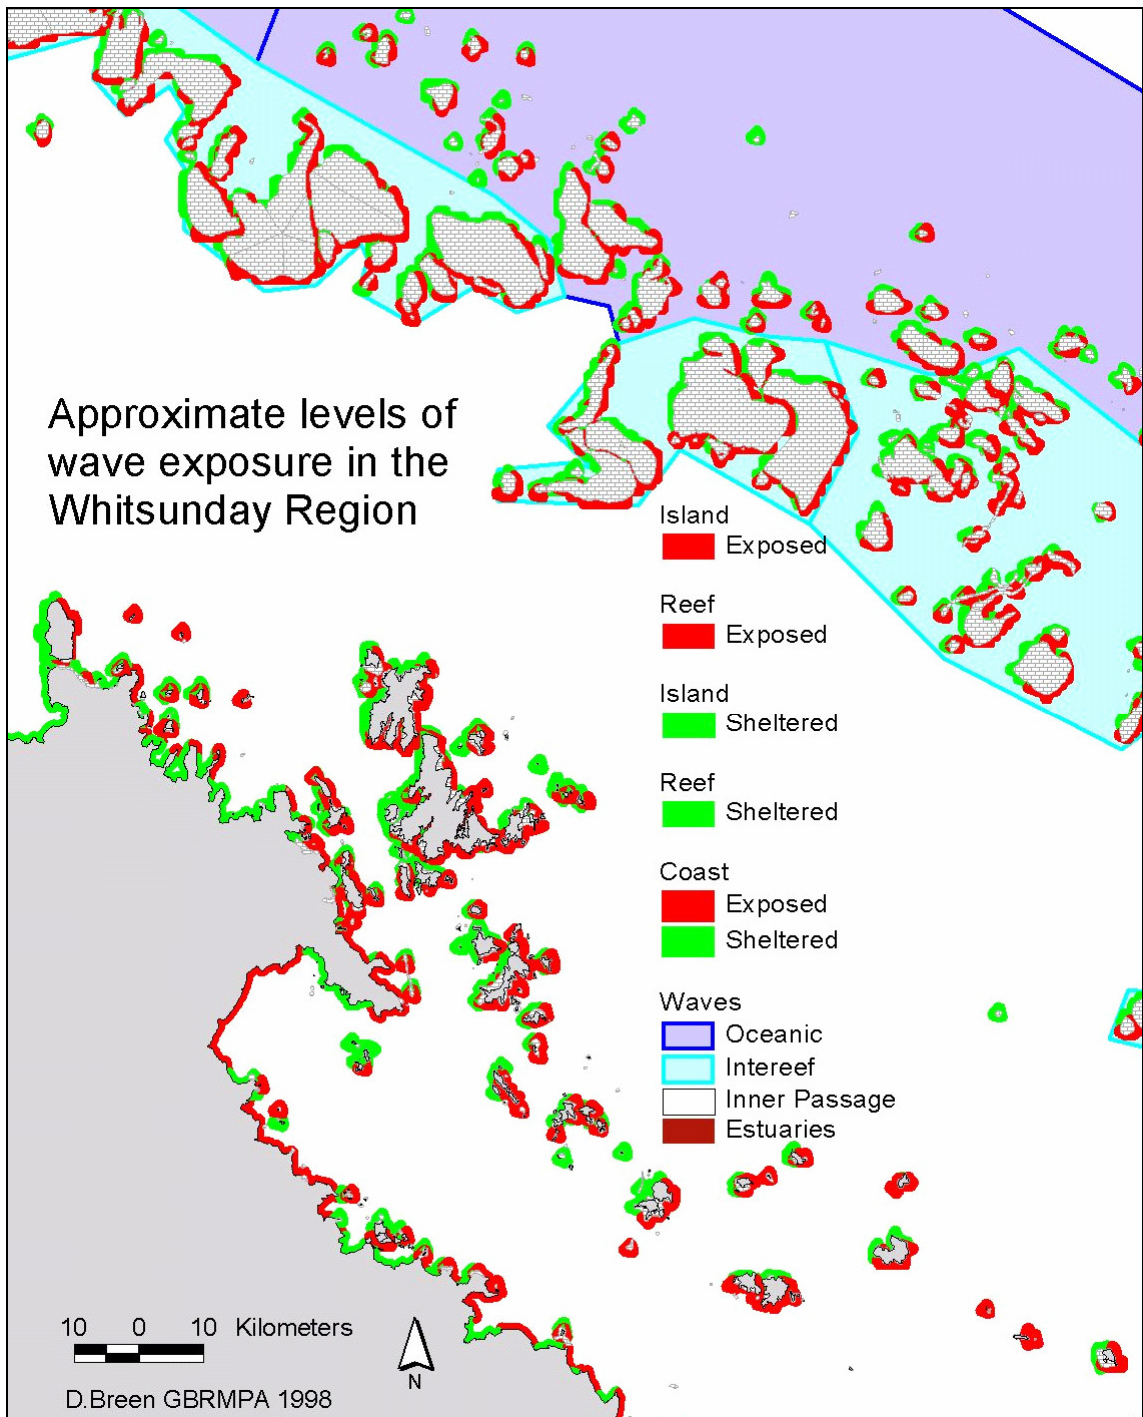 Approximate levels of
wave exposure in the
Whitsunday Region
Island
Exposed
Reef
Exposed
Island
Sheltered
Reef
Sheltered
Coast
Exposed
Sheltered
Waves
Oceanic
Intereef
Inner Passage
Estuaries
10 0 10 Kilometers
N
D.Breen GBRMPA 1998